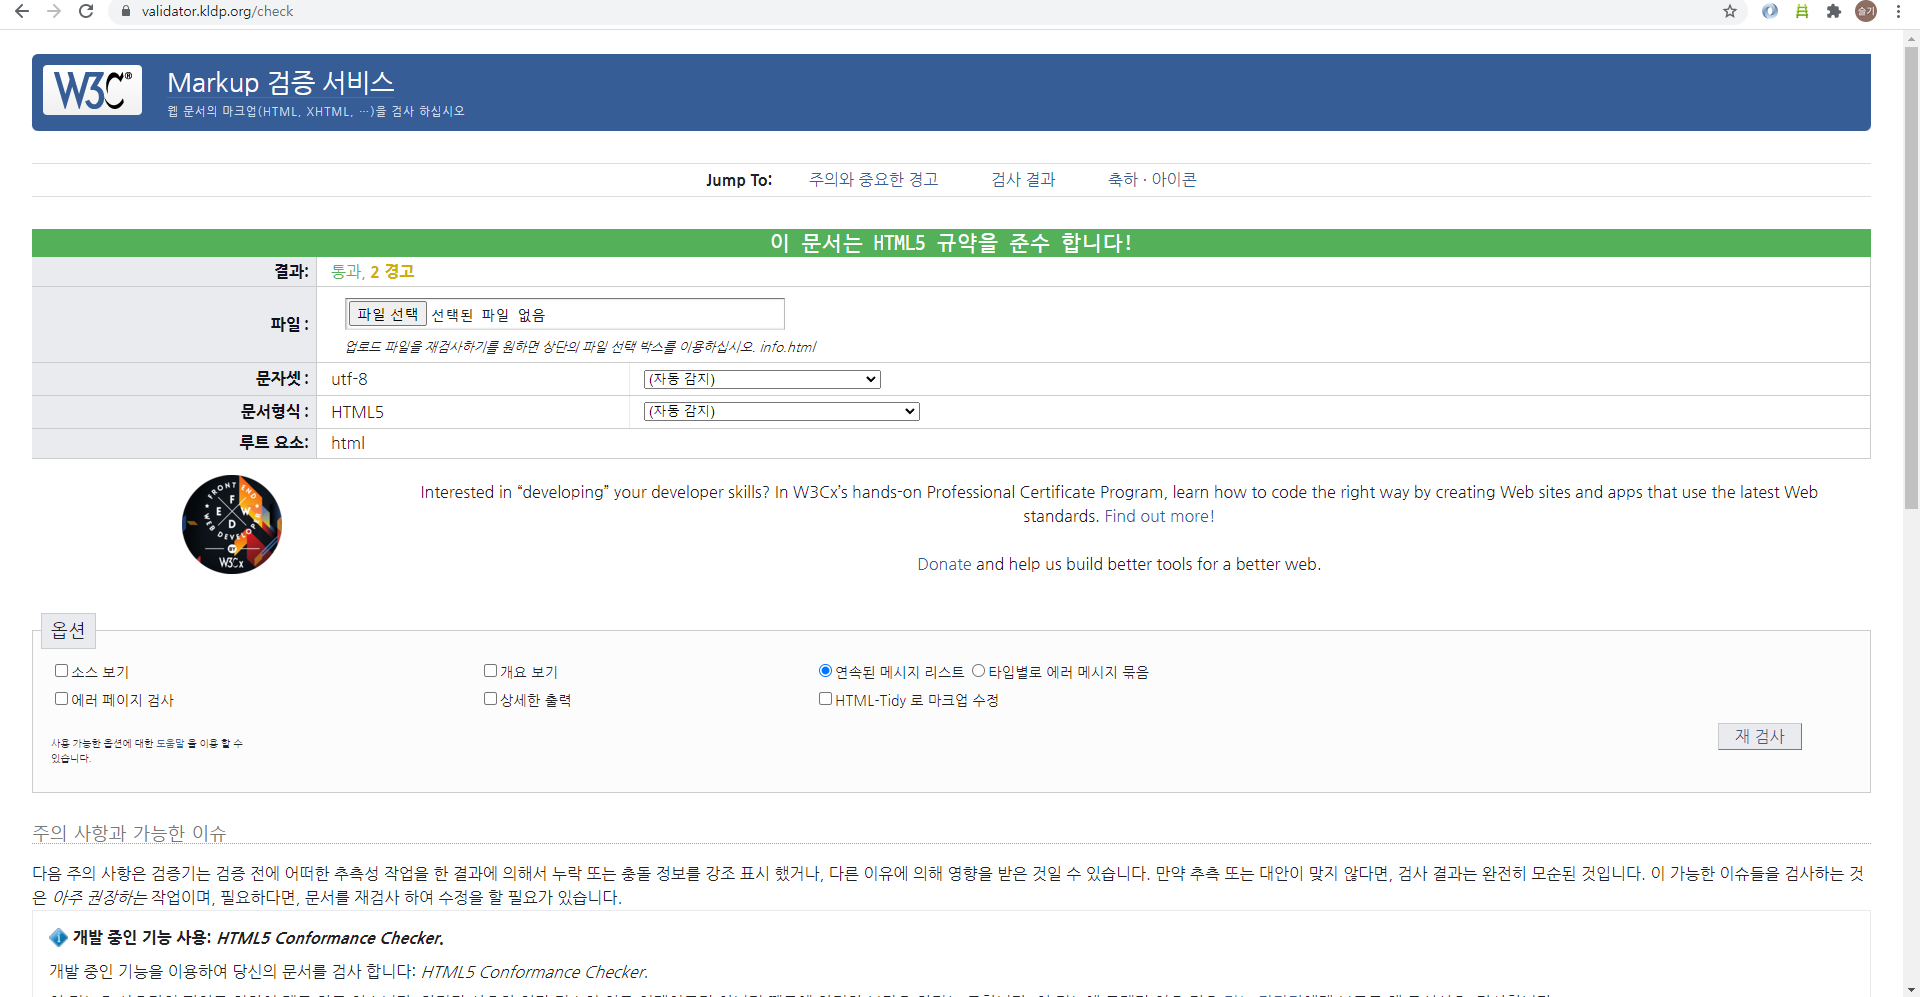 validator.kldp.org/check
슬기
W3C® Markup 검증 서비스
웹 문서의 마크업(HTML, XHTML, …)을 검사 하십시오
Jump To: 주의와 중요한 경고 검사 결과 축하 · 아이콘
이 문서는 HTML5 규약을 준수 합니다!
결과: 통과, 2 경고
파일 : 파일 선택 선택된 파일 없음
업로드 파일을 재검사하기를 원하면 상단의 파일 선택 박스를 이용하십시오. info.html
문자셋 : utf-8 (자동 감지)
문서형식 : HTML5 (자동 감지)
루트 요소: html
FRONT END
F E W D
WEB DEVELOP
BY
W3Cx
Interested in “developing” your developer skills? In W3Cx’s hands-on Professional Certificate Program, learn how to code the right way by creating Web sites and apps that use the latest Web
standards. Find out more!
Donate and help us build better tools for a better web.
옵션
소스 보기 개요 보기 연속된 메시지 리스트 타입별로 에러 메시지 묶음
에러 페이지 검사 상세한 출력 HTML-Tidy 로 마크업 수정
사용 가능한 옵션에 대한 도움말 을 이용 할 수
있습니다.
재 검사
주의 사항과 가능한 이슈
다음 주의 사항은 검증기는 검증 전에 어떠한 추측성 작업을 한 결과에 의해서 누락 또는 충돌 정보를 강조 표시 했거나, 다른 이유에 의해 영향을 받은 것일 수 있습니다. 만약 추측 또는 대안이 맞지 않다면, 검사 결과는 완전히 모순된 것입니다. 이 가능한 이슈들을 검사하는 것
은 아주 권장하는 작업이며, 필요하다면, 문서를 재검사 하여 수정을 할 필요가 있습니다.
개발 중인 기능 사용: HTML5 Conformance Checker.
개발 중인 기능을 이용하여 당신의 문서를 검사 합니다: HTML5 Conformance Checker.